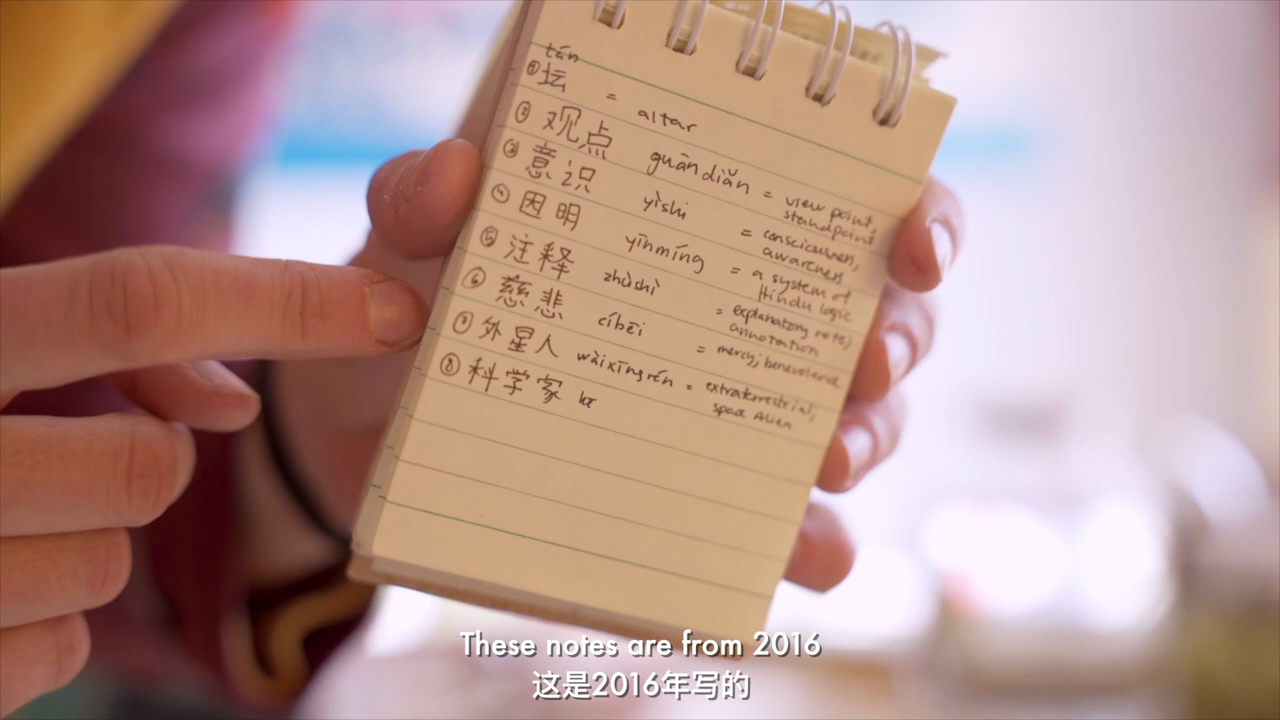 tán
①坛 = altar
②观点 guāndiǎn = view point, standpoint
③意识 yìshi = consciousness, awareness
④因明 yīnmíng = a system of Hindu logic
⑤注释 zhùshì = explanatory note, annotation
⑥慈悲 cíbēi = mercy; benevolence
⑦外星人 wàixīngrén = extraterrestrial, space Alien
⑧科学家
These notes are from 2016
这是2016年写的